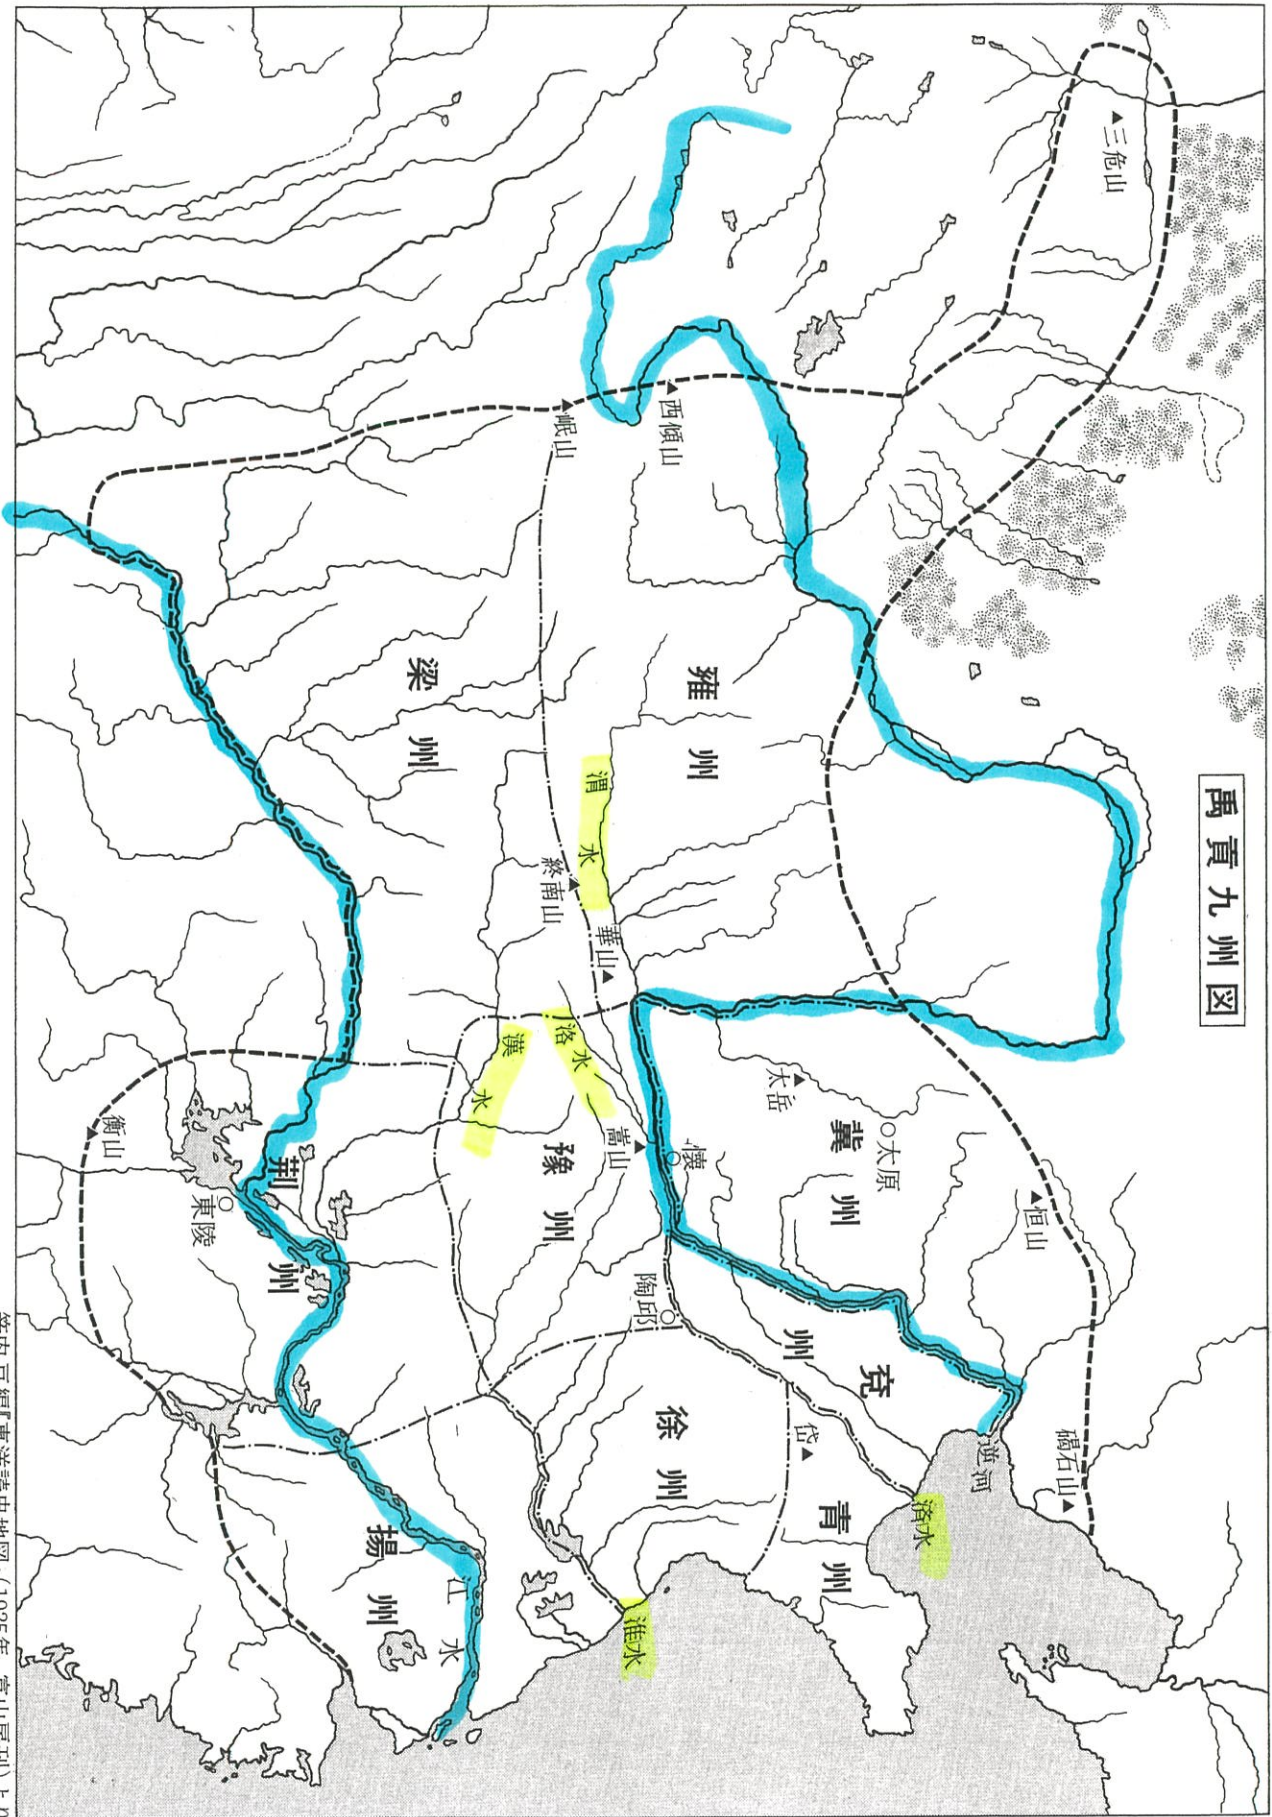 禹貢九州図
三危山
西傾山
岷山
雍州
梁州
渭水
終南山
華山
洛水
漢水
太岳
冀州
太原
恒山
懐
嵩山
豫州
衡山
荆州
東陵
陶邱
兗州
徐州
岱
青州
碣石山
逆河
済水
淮水
揚州
江水